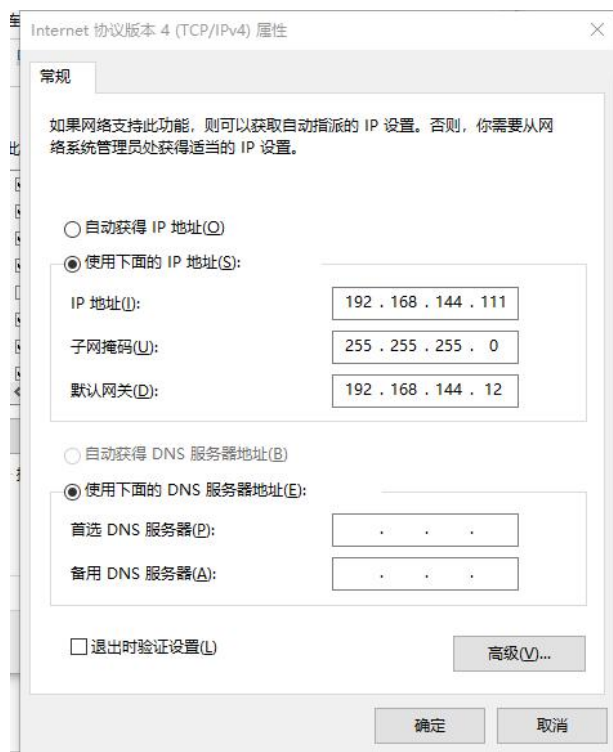 Internet 协议版本 4 (TCP/IPv4) 属性
常规
如果网络支持此功能，则可以获取自动指派的 IP 设置。否则，你需要从网
络系统管理员处获得适当的 IP 设置。
自动获得 IP 地址(O)
使用下面的 IP 地址(S):
IP 地址(I):
192 . 168 . 144 . 111
子网掩码(U):
255 . 255 . 255 . 0
默认网关(D):
192 . 168 . 144 . 12
自动获得 DNS 服务器地址(B)
使用下面的 DNS 服务器地址(E):
首选 DNS 服务器(P):
. . .
备用 DNS 服务器(A):
. . .
退出时验证设置(L)
高级(V)...
确定
取消